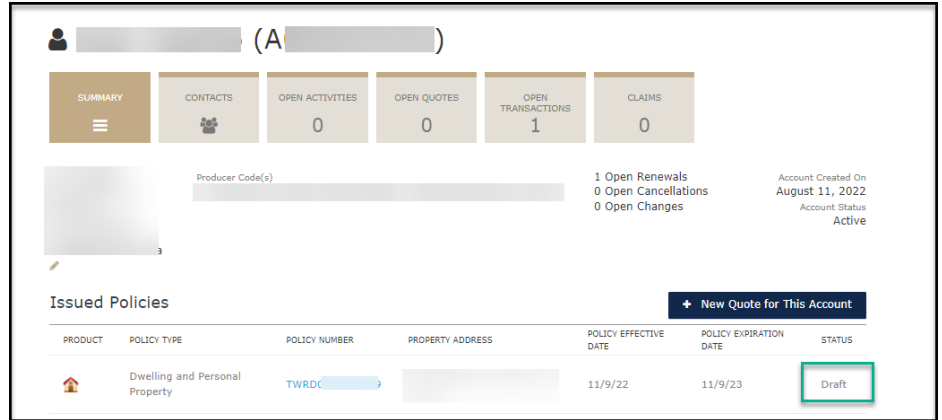 (A )
SUMMARY
CONTACTS
OPEN ACTIVITIES
0
OPEN QUOTES
0
OPEN
TRANSACTIONS
1
CLAIMS
0
Producer Code(s)
1 Open Renewals
0 Open Cancellations
0 Open Changes
Account Created On
August 11, 2022
Account Status
Active
a
Issued Policies
+ New Quote for This Account
PRODUCT
POLICY TYPE
POLICY NUMBER
PROPERTY ADDRESS
POLICY EFFECTIVE
DATE
POLICY EXPIRATION
DATE
STATUS
Dwelling and Personal
Property
TWRD 9
11/9/22
11/9/23
Draft